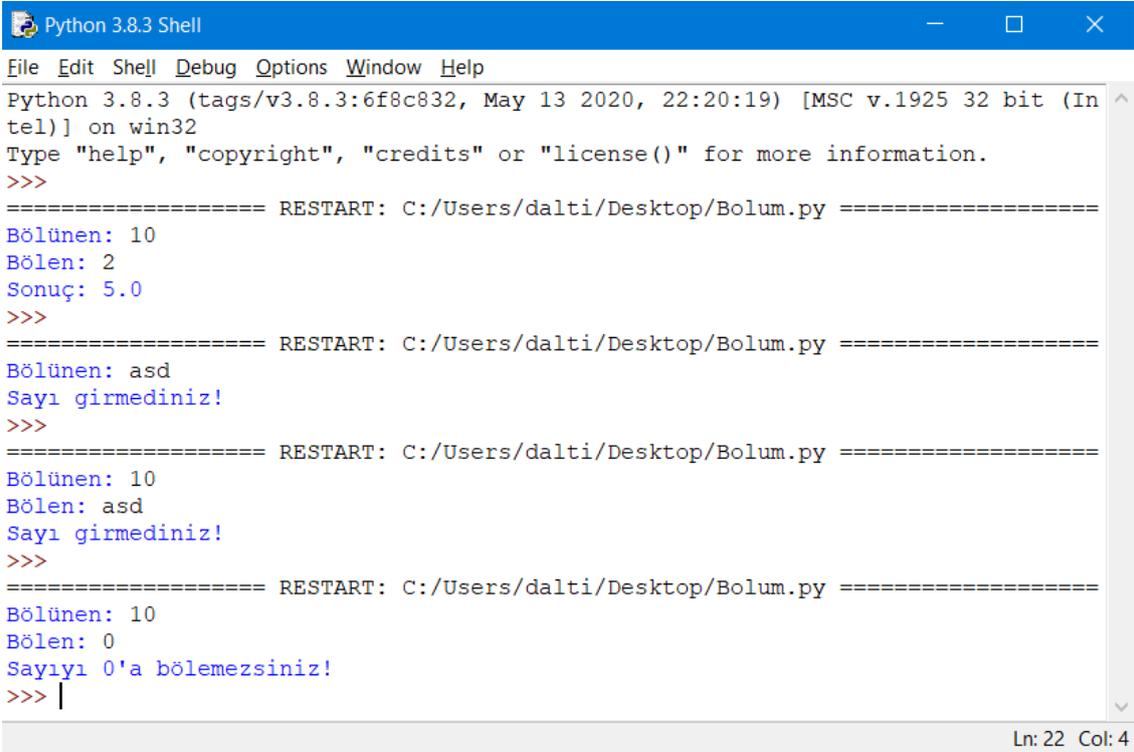 Python 3.8.3 Shell
File Edit Shell Debug Options Window Help
Python 3.8.3 (tags/v3.8.3:6f8c832, May 13 2020, 22:20:19) [MSC v.1925 32 bit (In
tel)] on win32
Type "help", "copyright", "credits" or "license()" for more information.
>>>
=================== RESTART: C:/Users/dalti/Desktop/Bolum.py ===================
Bölünen: 10
Bölen: 2
Sonuç: 5.0
>>>
=================== RESTART: C:/Users/dalti/Desktop/Bolum.py ===================
Bölünen: asd
Sayı girmediniz!
>>>
=================== RESTART: C:/Users/dalti/Desktop/Bolum.py ===================
Bölünen: 10
Bölen: asd
Sayı girmediniz!
>>>
=================== RESTART: C:/Users/dalti/Desktop/Bolum.py ===================
Bölünen: 10
Bölen: 0
Sayıyı 0'a bölemezsiniz!
>>>
Ln: 22 Col: 4